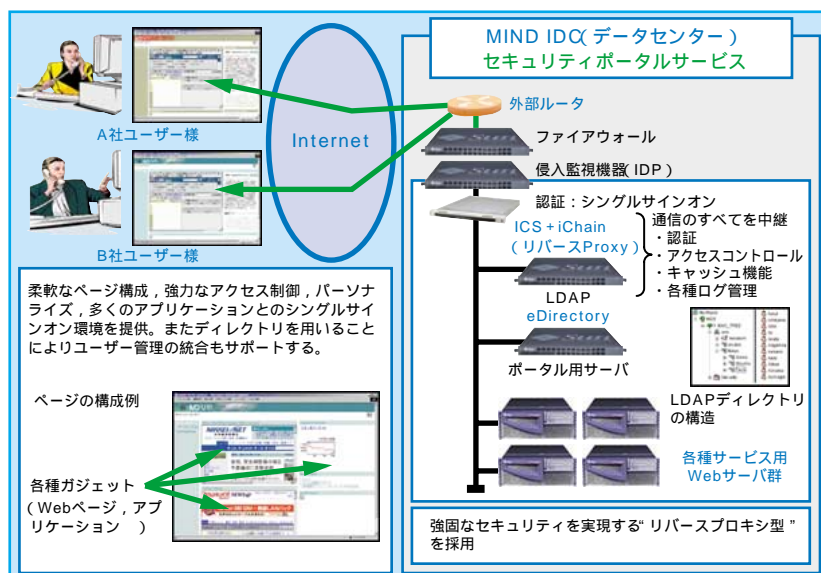 MIND IDC(データセンター)
セキュリティポータルサービス
A社ユーザー様
B社ユーザー様
Internet
外部ルータ
ファイアウォール
侵入監視機器(IDP)
認証:シングルサインオン
ICS+iChain
(リバースProxy)
通信のすべてを中継
・認証
・アクセスコントロール
・キャッシュ機能
・各種ログ管理
LDAP
eDirectory
ポータル用サーバ
LDAPディレクトリ
の構造
各種サービス用
Webサーバ群
強固なセキュリティを実現する“リバースプロキシ型”
を採用
柔軟なページ構成,強力なアクセス制御,パーソナ
ライズ,多くのアプリケーションとのシングルサイ
ンオン環境を提供。またディレクトリを用いること
によりユーザー管理の統合もサポートする。
ページの構成例
NIKKEI NET
各種ガジェット
(Webページ,アプ
リケーション )